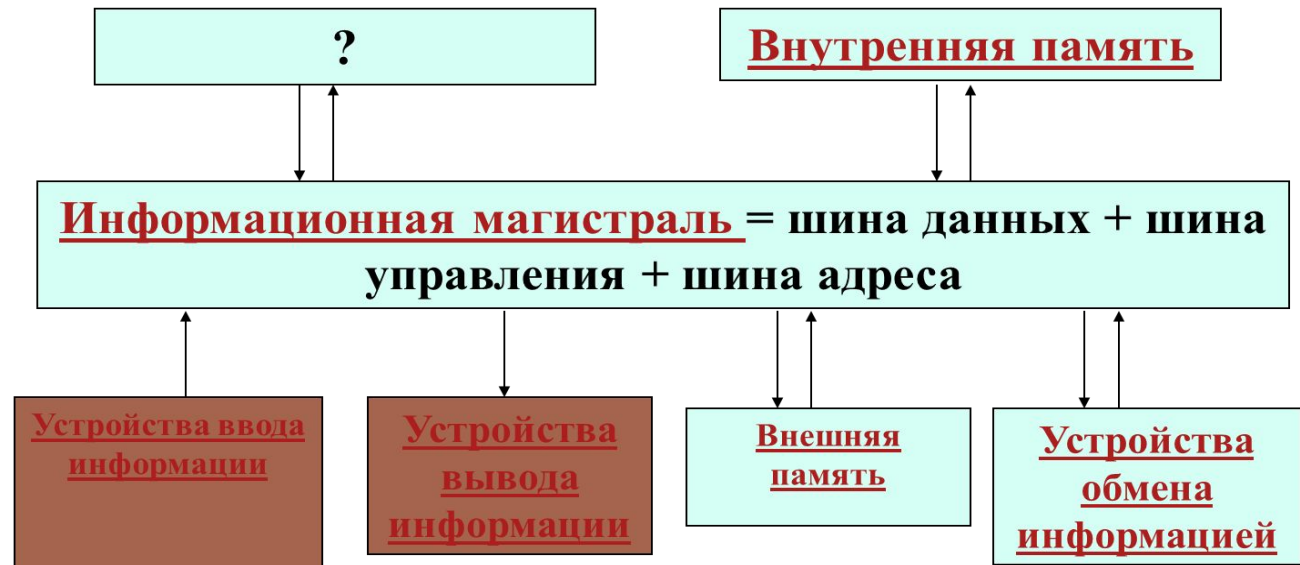 ?
Внутренняя память
Информационная магистраль = шина данных + шина
управления + шина адреса
Устройства ввода
информации
Устройства
вывода
информации
Внешняя
память
Устройства
обмена
информацией